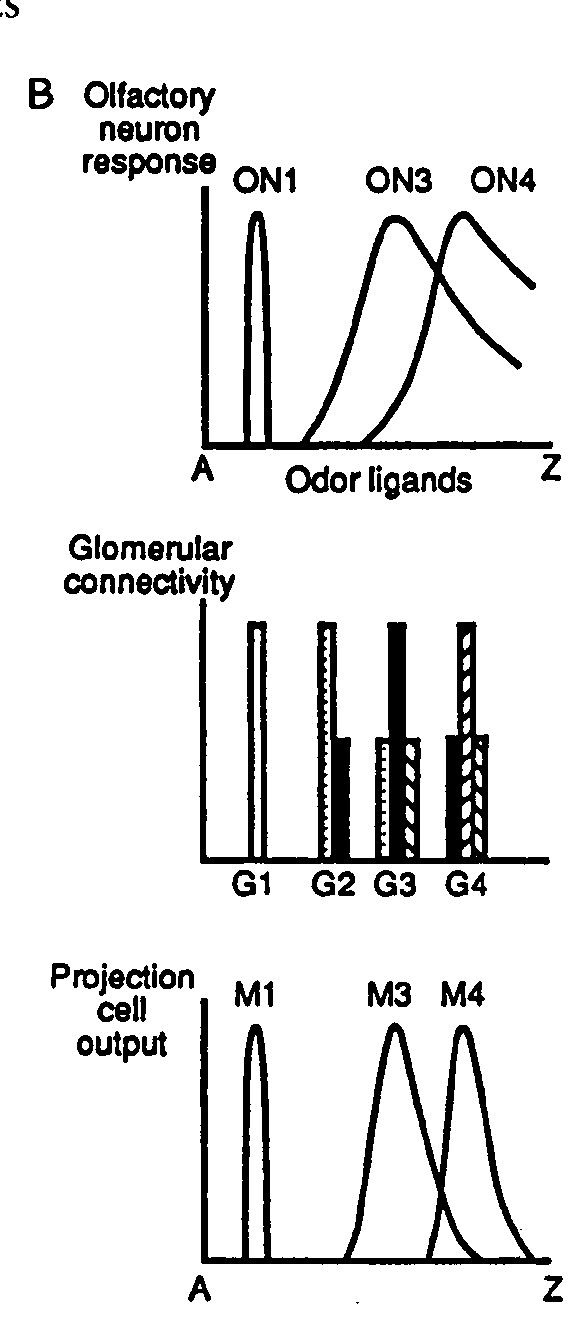 B
Olfactory
neuron
response
ON1 ON3 ON4
A Odor ligands Z
Glomerular
connectivity
G1 G2 G3 G4
Projection
cell
output
M1 M3 M4
A Z